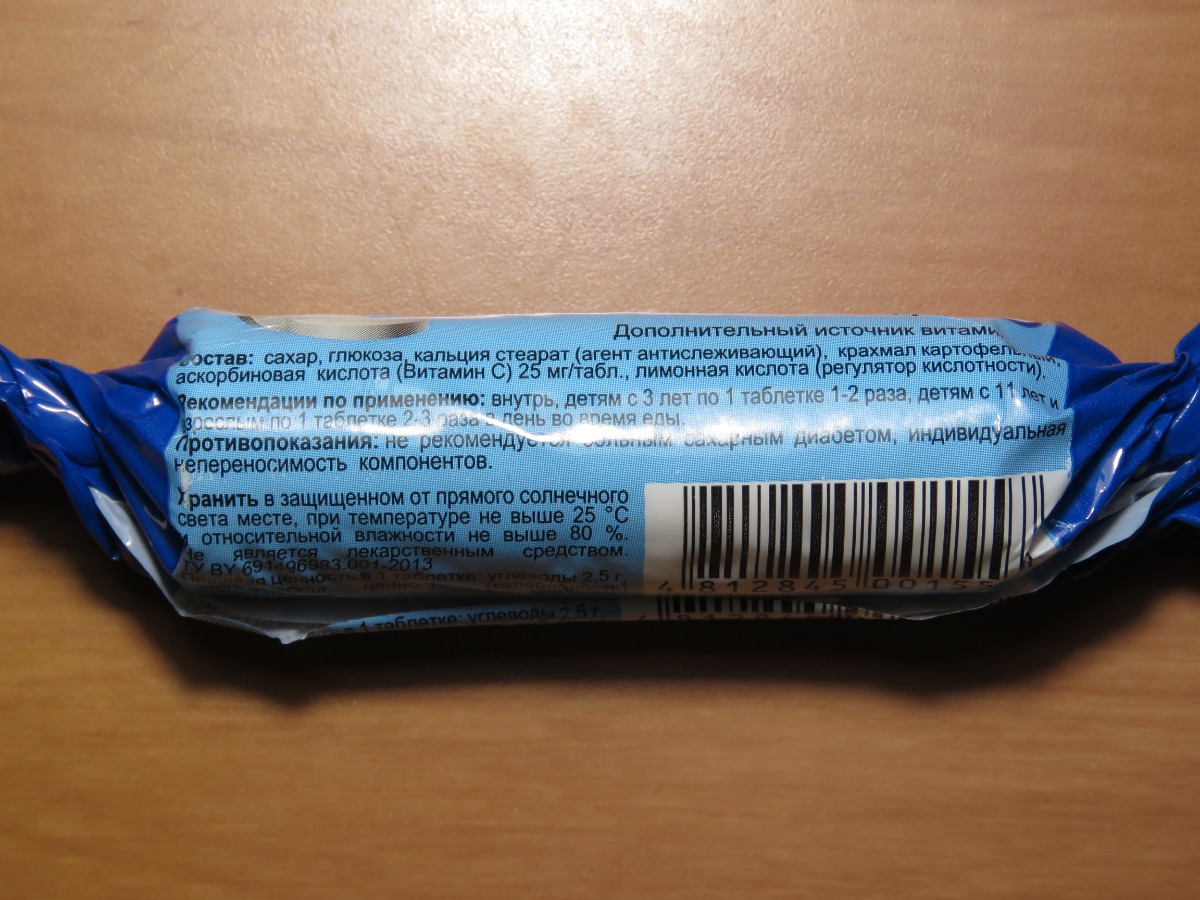 Дополнительный источник витами
остав: сахар, глюкоза, кальция стеарат (агент антислеживающий), крахмал картофельный,
аскорбиновая кислота (Витамин С) 25 мг/табл., лимонная кислота (регулятор кислотности).
Рекомендации по применению: внутрь, детям с 3 лет по 1 таблетке 1-2 раза, детям с 11 лет и
взрослым по 1 таблетке 2-3 раза в день во время еды.
Противопоказания: не рекомендуется больным сахарным диабетом, индивидуальная
непереносимость компонентов.
Хранить в защищенном от прямого солнечного
света месте, при температуре не выше 25 °С
и относительной влажности не выше 80 %.
Не является лекарственным средством.
ТУ BY 691496983.001-2013
Пищевая ценность в 1 таблетке: углеводы 2,5 г,
4 812845 00155
в 1 таблетке: углеводы 2,5 г